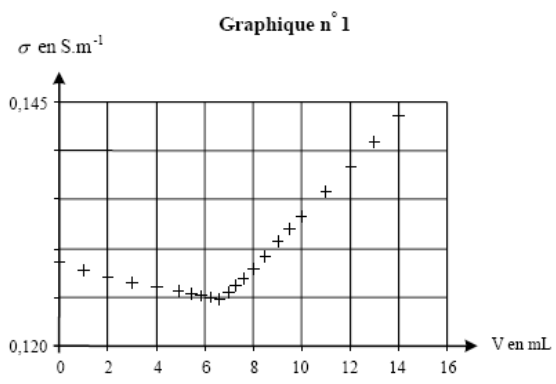 Graphique n° 1
σ en S.m-1
0,145
0,120
0 2 4 6 8 10 12 14 16
V en mL